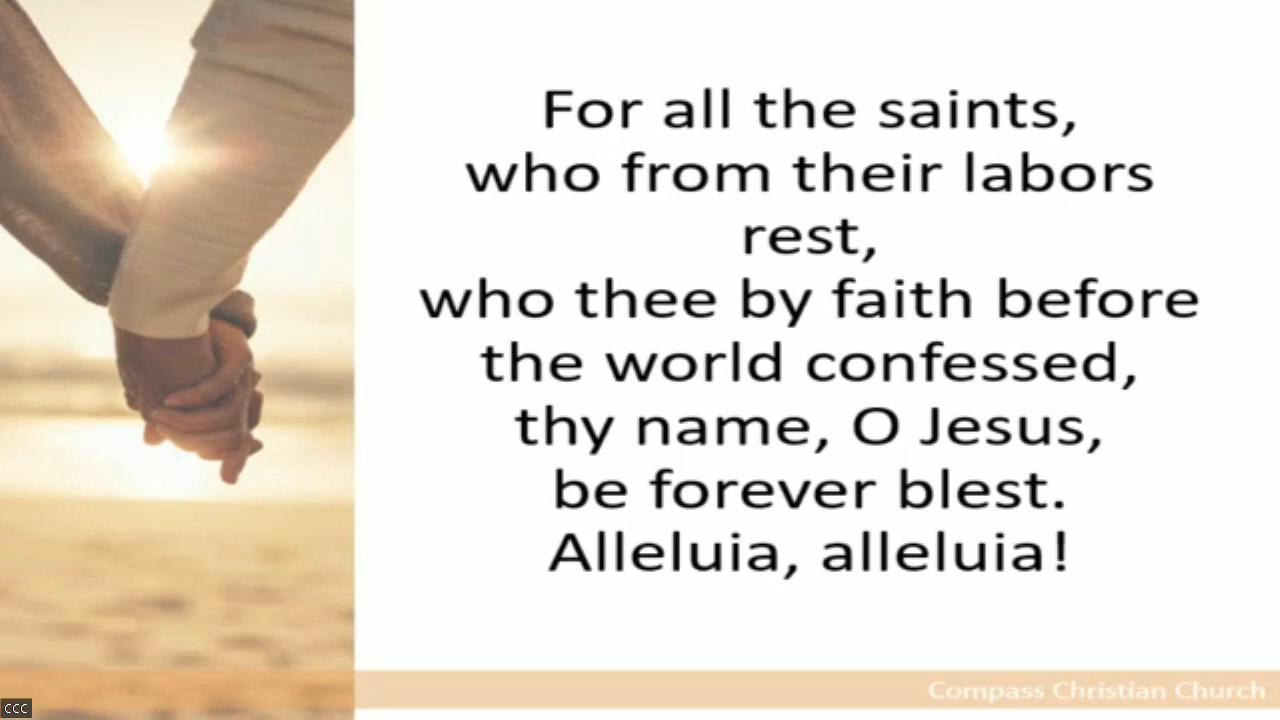 For all the saints,
who from their labors
rest,
who thee by faith before
the world confessed,
thy name, O Jesus,
be forever blest.
Alleluia, alleluia!
Compass Christian Church
CCC